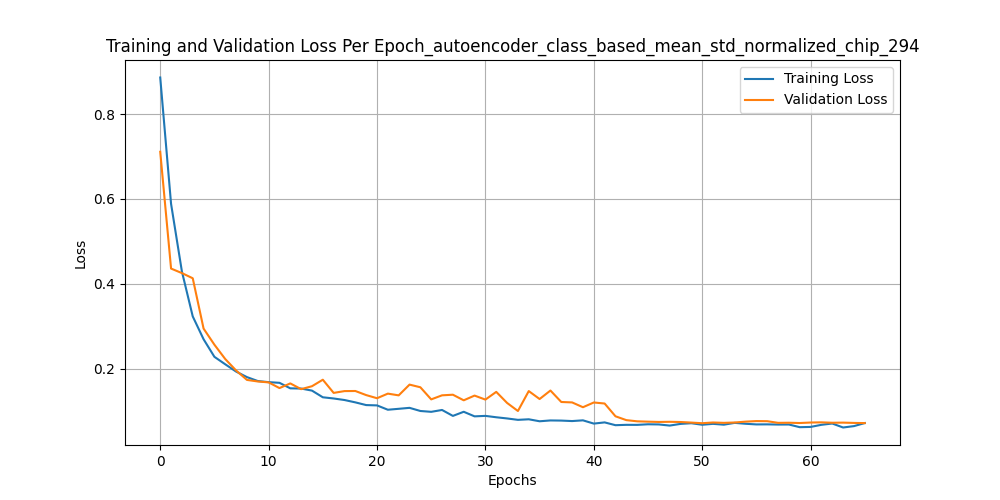 Training and Validation Loss Per Epoch_autoencoder_class_based_mean_std_normalized_chip_294
Training Loss
Validation Loss
0.8
0.6
0.4
0.2
Loss
0 10 20 30 40 50 60
Epochs